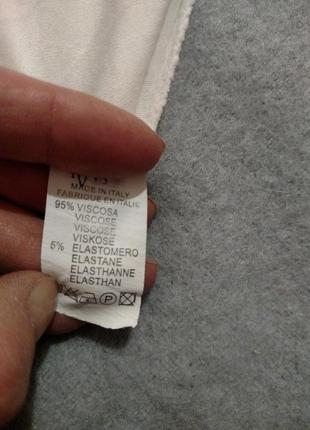 MADE IN ITALY
FABRIQUE EN ITALIE
95% VISCOSA
VISCOSE
VISCOSE
VISKOSE
5% ELASTOMERO
ELASTANE
ELASTHANNE
ELASTHAN